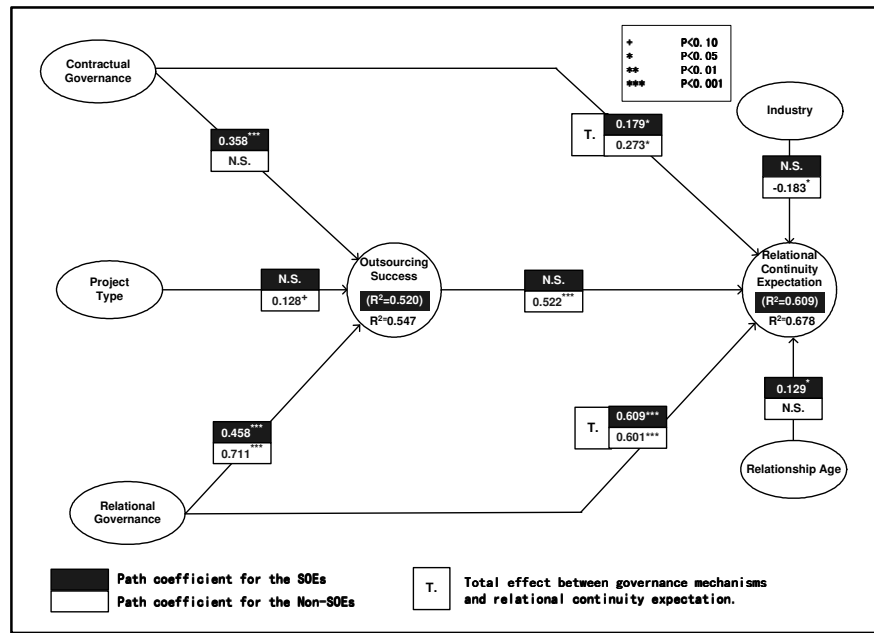 Contractual
Governance
+ P<0.10
* P<0.05
** P<0.01
*** P<0.001
Industry
0.358***
N.S.
T.
0.179*
0.273*
N.S.
-0.183*
Project
Type
N.S.
0.128+
Outsourcing
Success
(R²=0.520)
R²=0.547
N.S.
0.522***
Relational
Continuity
Expectation
(R²=0.609)
R²=0.678
0.458***
0.711***
T.
0.609***
0.601***
0.129*
N.S.
Relational
Governance
Relationship Age
Path coefficient for the SOEs
Path coefficient for the Non-SOEs
T.
Total effect between governance mechanisms
and relational continuity expectation.